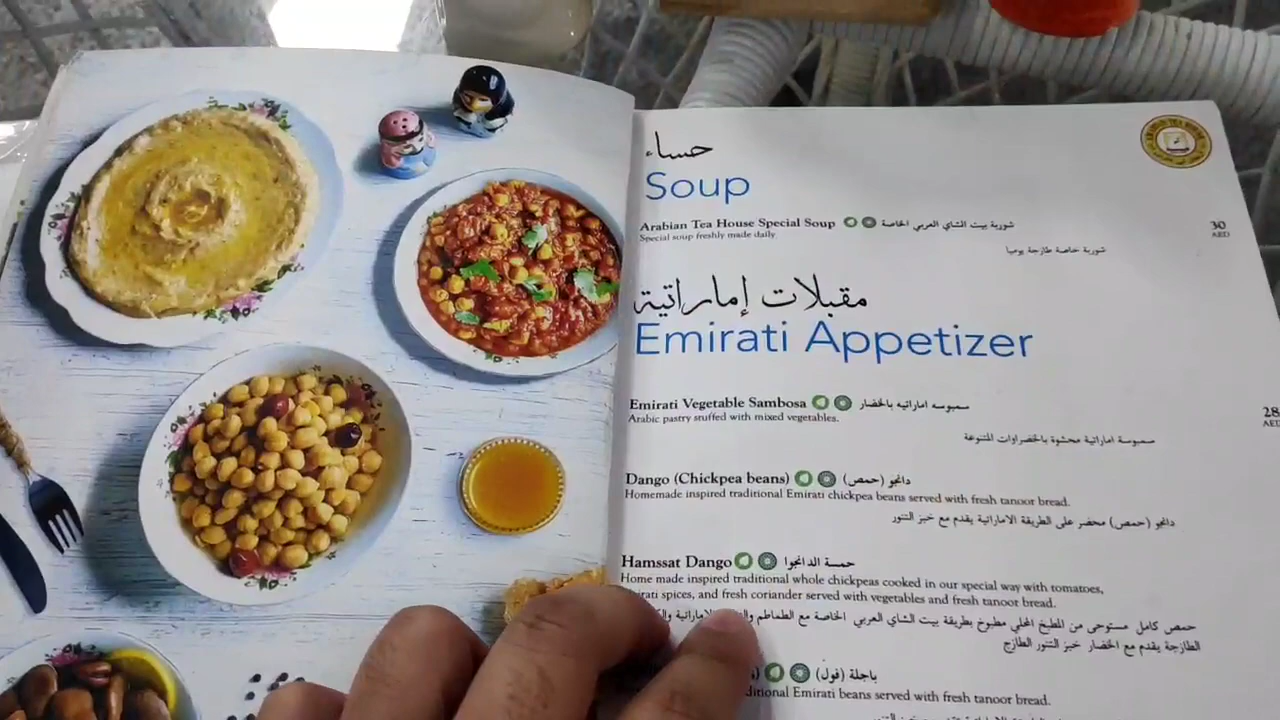 حساء
Soup
Arabian Tea House Special Soup شوربة بيت الشاي العربي الخاصة 30
Special soup freshly made daily AED
شوربة خاصة طازجة يوميا
مقبلات إماراتية
Emirati Appetizer
Emirati Vegetable Sambosa سمبوسه اماراتيه بالخضار 28
Arabic pastry stuffed with mixed vegetables. AED
سمبوسة اماراتية محشوة بالخضراوات المتنوعة
Dango (Chickpea beans) دانجو (حمص)
Homemade inspired traditional Emirati chickpea beans served with fresh tanoor bread.
دانجو (حمص) محضر على الطريقة الاماراتية يقدم مع خبز التنور
Hamssat Dango حمسة الدانجوا
Home made inspired traditional whole chickpeas cooked in our special way with tomatoes,
spices, and fresh coriander served with vegetables and fresh tanoor bread.
حمص كامل مستوحى من المطبخ المحلي مطبوخ بطريقة بيت الشاي العربي الخاصة مع الطماطم الاماراتية
الطازجة يقدم مع الخضار خبز التنور الطازج
باجلة (فول)
Emirati beans served with fresh tanoor bread.